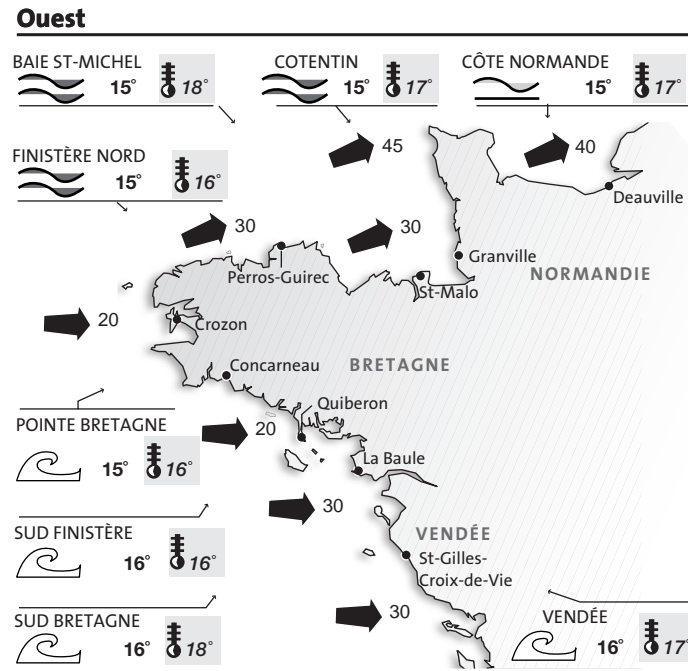 Ouest
BAIE ST-MICHEL
15° 18°
COTENTIN
15° 17°
CÔTE NORMANDE
15° 17°
FINISTÈRE NORD
15° 16°
45
40
Deauville
30
30
Granville
Perros-Guirec
St-Malo
NORMANDIE
20
Crozon
Concarneau
BRETAGNE
Quiberon
POINTE BRETAGNE
15° 16°
20
La Baule
30
SUD FINISTÈRE
16° 16°
VENDÉE
St-Gilles-
Croix-de-Vie
SUD BRETAGNE
16° 18°
30
VENDÉE
16° 17°